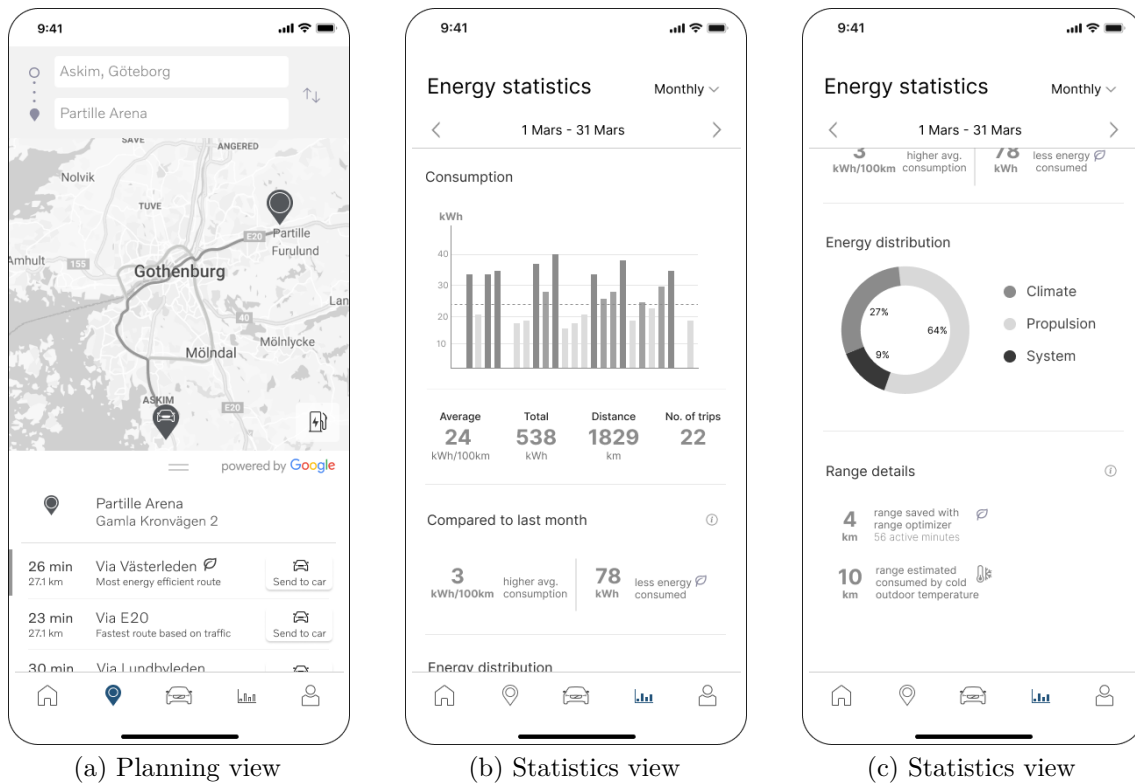 9:41
Askim, Göteborg
Partille Arena
SÄVE
ANGERED
Nolvik
TUVE
E20
Partille
Furulund
Amhult
155
Gothenburg
Lan
40
Mölnlycke
Mölndal
ASKIM
E20
powered by Google
Partille Arena
Gamla Kronvägen 2
26 min
Via Västerleden
27.1 km
Most energy efficient route
Send to car
23 min
Via E20
27.1 km
Fastest route based on traffic
Send to car
30 min
Via Lundbyleden
(a) Planning view
9:41
Energy statistics
Monthly
1 Mars - 31 Mars
Consumption
kWh
40
30
20
10
Average Total Distance No. of trips
24 538 1829 22
kWh/100km kWh km
Compared to last month
3 kWh/100km
higher avg. consumption
78 kWh
less energy consumed
Energy distribution
(b) Statistics view
9:41
Energy statistics
Monthly
1 Mars - 31 Mars
3 kWh/100km
higher avg. consumption
78 kWh
less energy consumed
Energy distribution
27%
64%
9%
Climate
Propulsion
System
Range details
4 km
range saved with
range optimizer
56 active minutes
10 km
range estimated
consumed by cold
outdoor temperature
(c) Statistics view